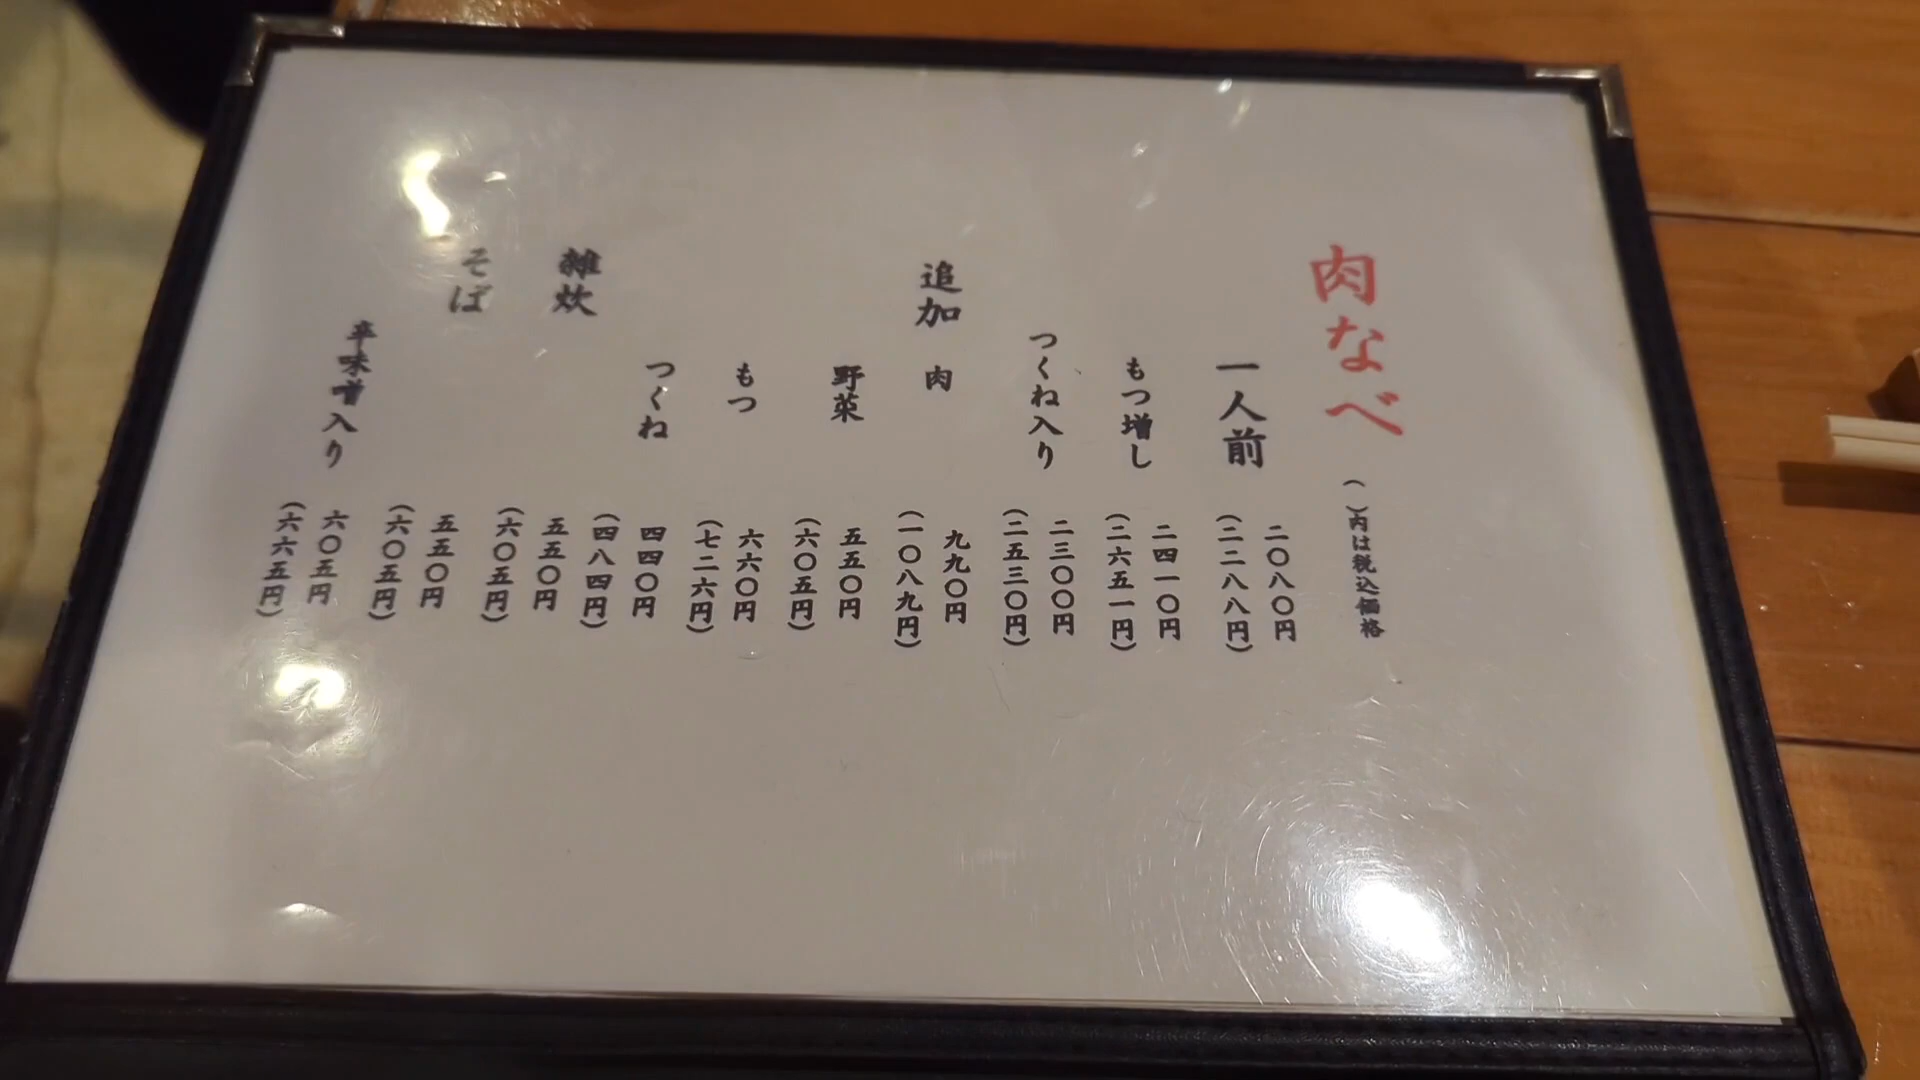 肉なべ
（ ）内は税込価格
一人前
二〇八〇円
（二二八八円）
もつ増し
二四一〇円
（二六五一円）
つくね入り
二三〇〇円
（二五三〇円）
追加 肉
九九〇円
（一〇八九円）
野菜
五五〇円
（六〇五円）
もつ
六六〇円
（七二六円）
つくね
四四〇円
（四八四円）
雑炊
五五〇円
（六〇五円）
そば
五五〇円
（六〇五円）
辛味噌入り
六〇五円
（六六五円）